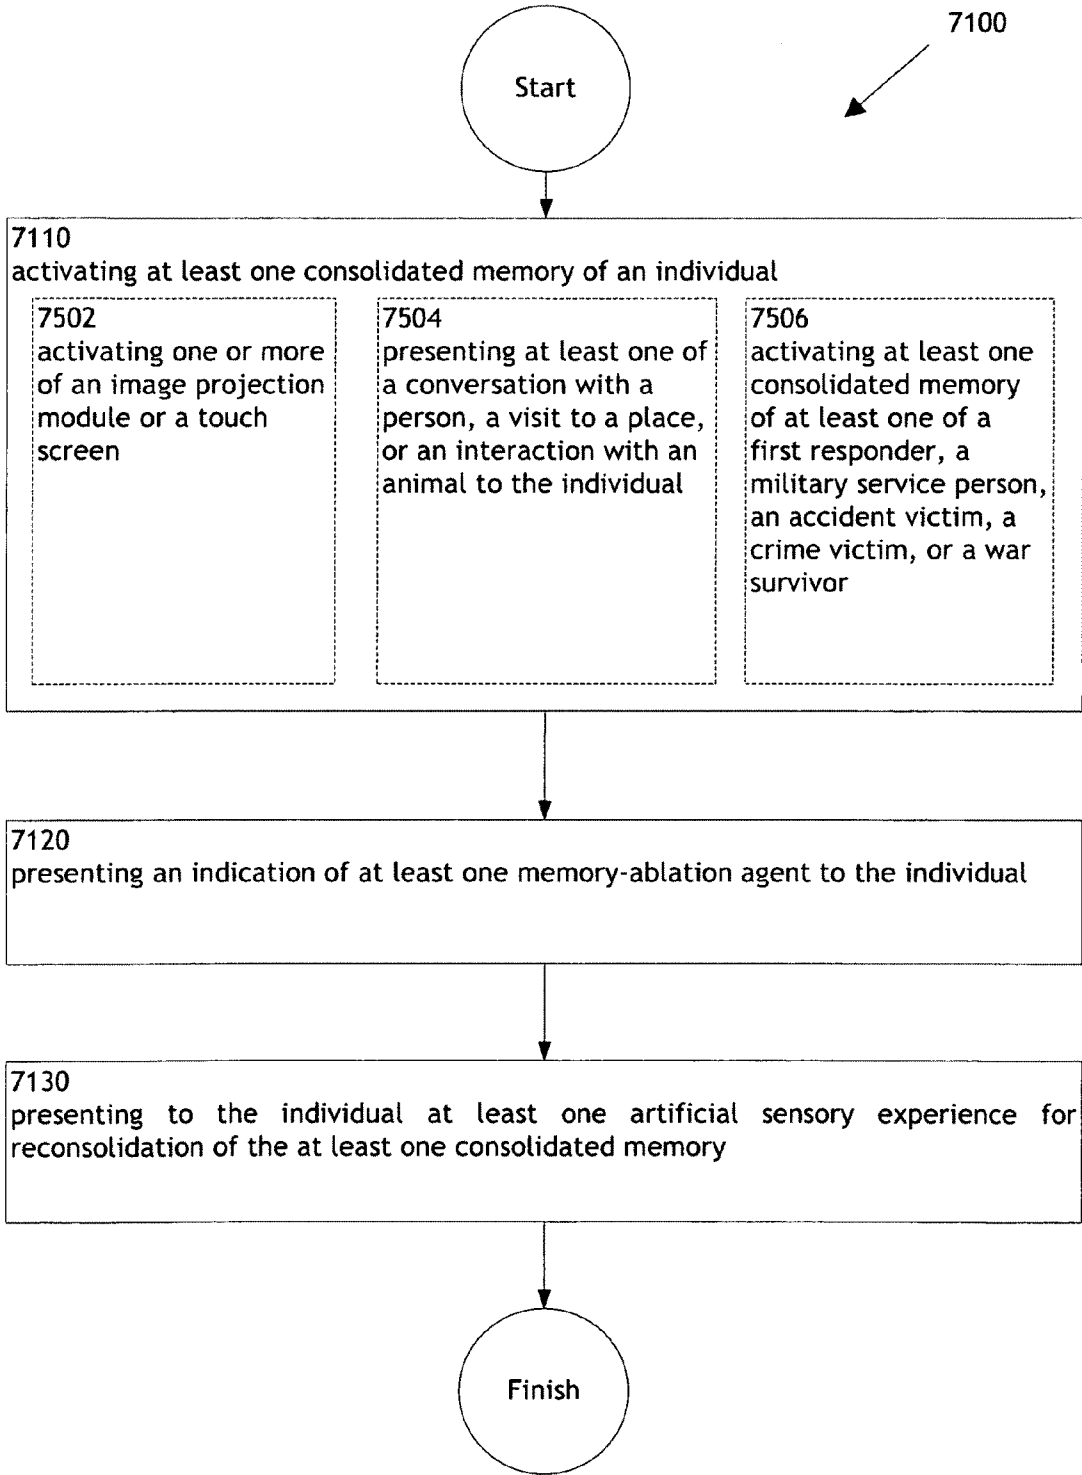 7100
Start
7110
activating at least one consolidated memory of an individual
7502
activating one or more
of an image projection
module or a touch
screen
7504
presenting at least one of
a conversation with a
person, a visit to a place,
or an interaction with an
animal to the individual
7506
activating at least one
consolidated memory
of at least one of a
first responder, a
military service person,
an accident victim, a
crime victim, or a war
survivor
7120
presenting an indication of at least one memory-ablation agent to the individual
7130
presenting to the individual at least one artificial sensory experience for
reconsolidation of the at least one consolidated memory
Finish